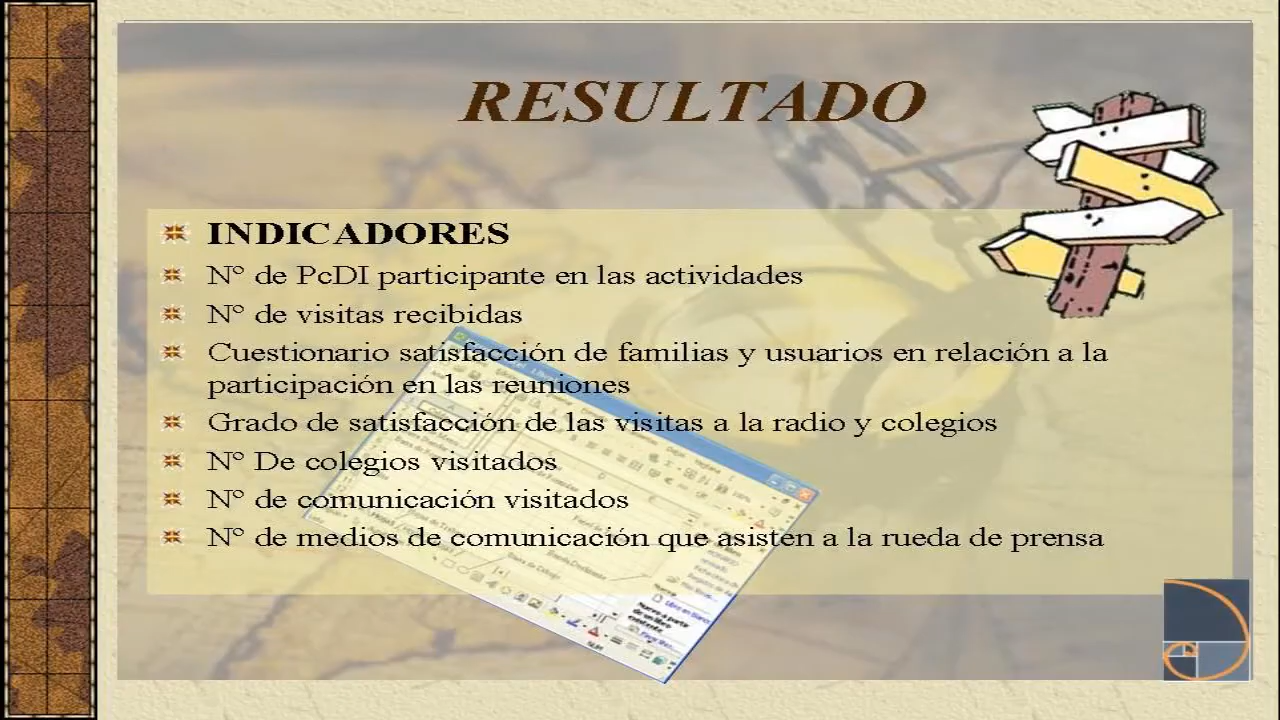 RESULTADO
INDICADORES
Nº de PcDI participante en las actividades
Nº de visitas recibidas
Cuestionario satisfacción de familias y usuarios en relación a la
participación en las reuniones
Grado de satisfacción de las visitas a la radio y colegios
Nº De colegios visitados
Nº de comunicación visitados
Nº de medios de comunicación que asisten a la rueda de prensa